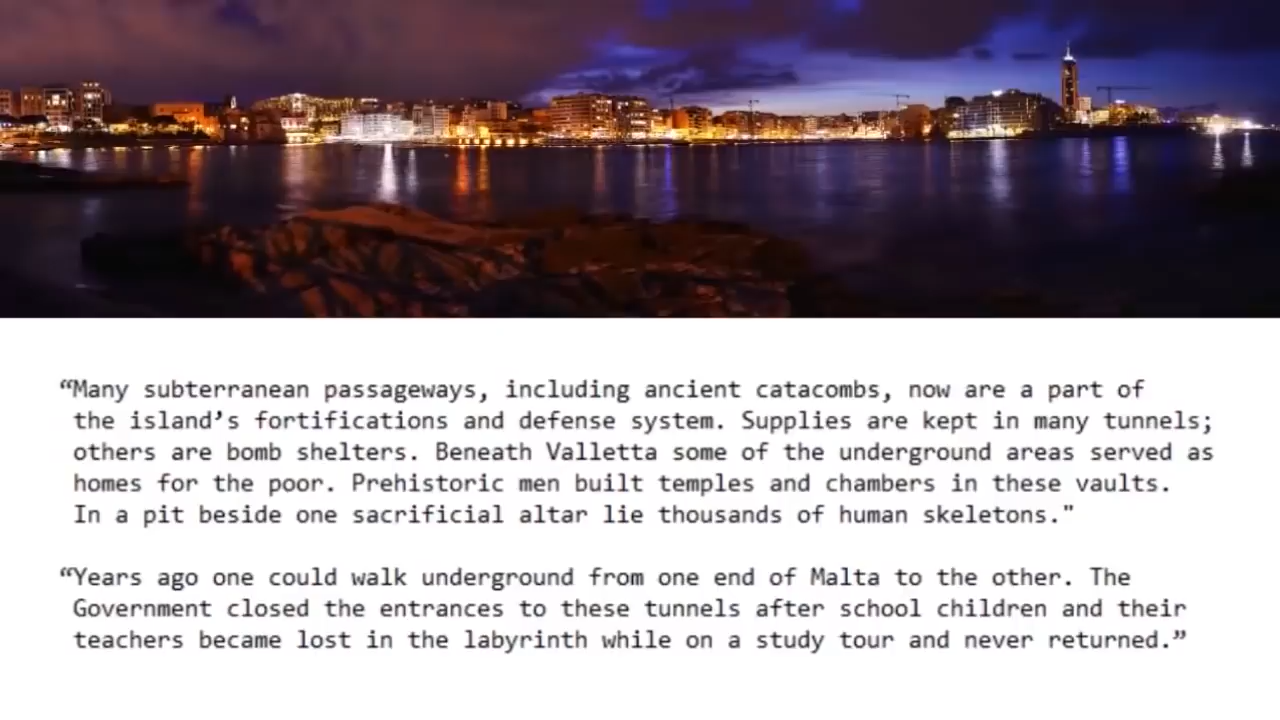 “Many subterranean passageways, including ancient catacombs, now are a part of
the island’s fortifications and defense system. Supplies are kept in many tunnels;
others are bomb shelters. Beneath Valletta some of the underground areas served as
homes for the poor. Prehistoric men built temples and chambers in these vaults.
In a pit beside one sacrificial altar lie thousands of human skeletons."
“Years ago one could walk underground from one end of Malta to the other. The
Government closed the entrances to these tunnels after school children and their
teachers became lost in the labyrinth while on a study tour and never returned.”